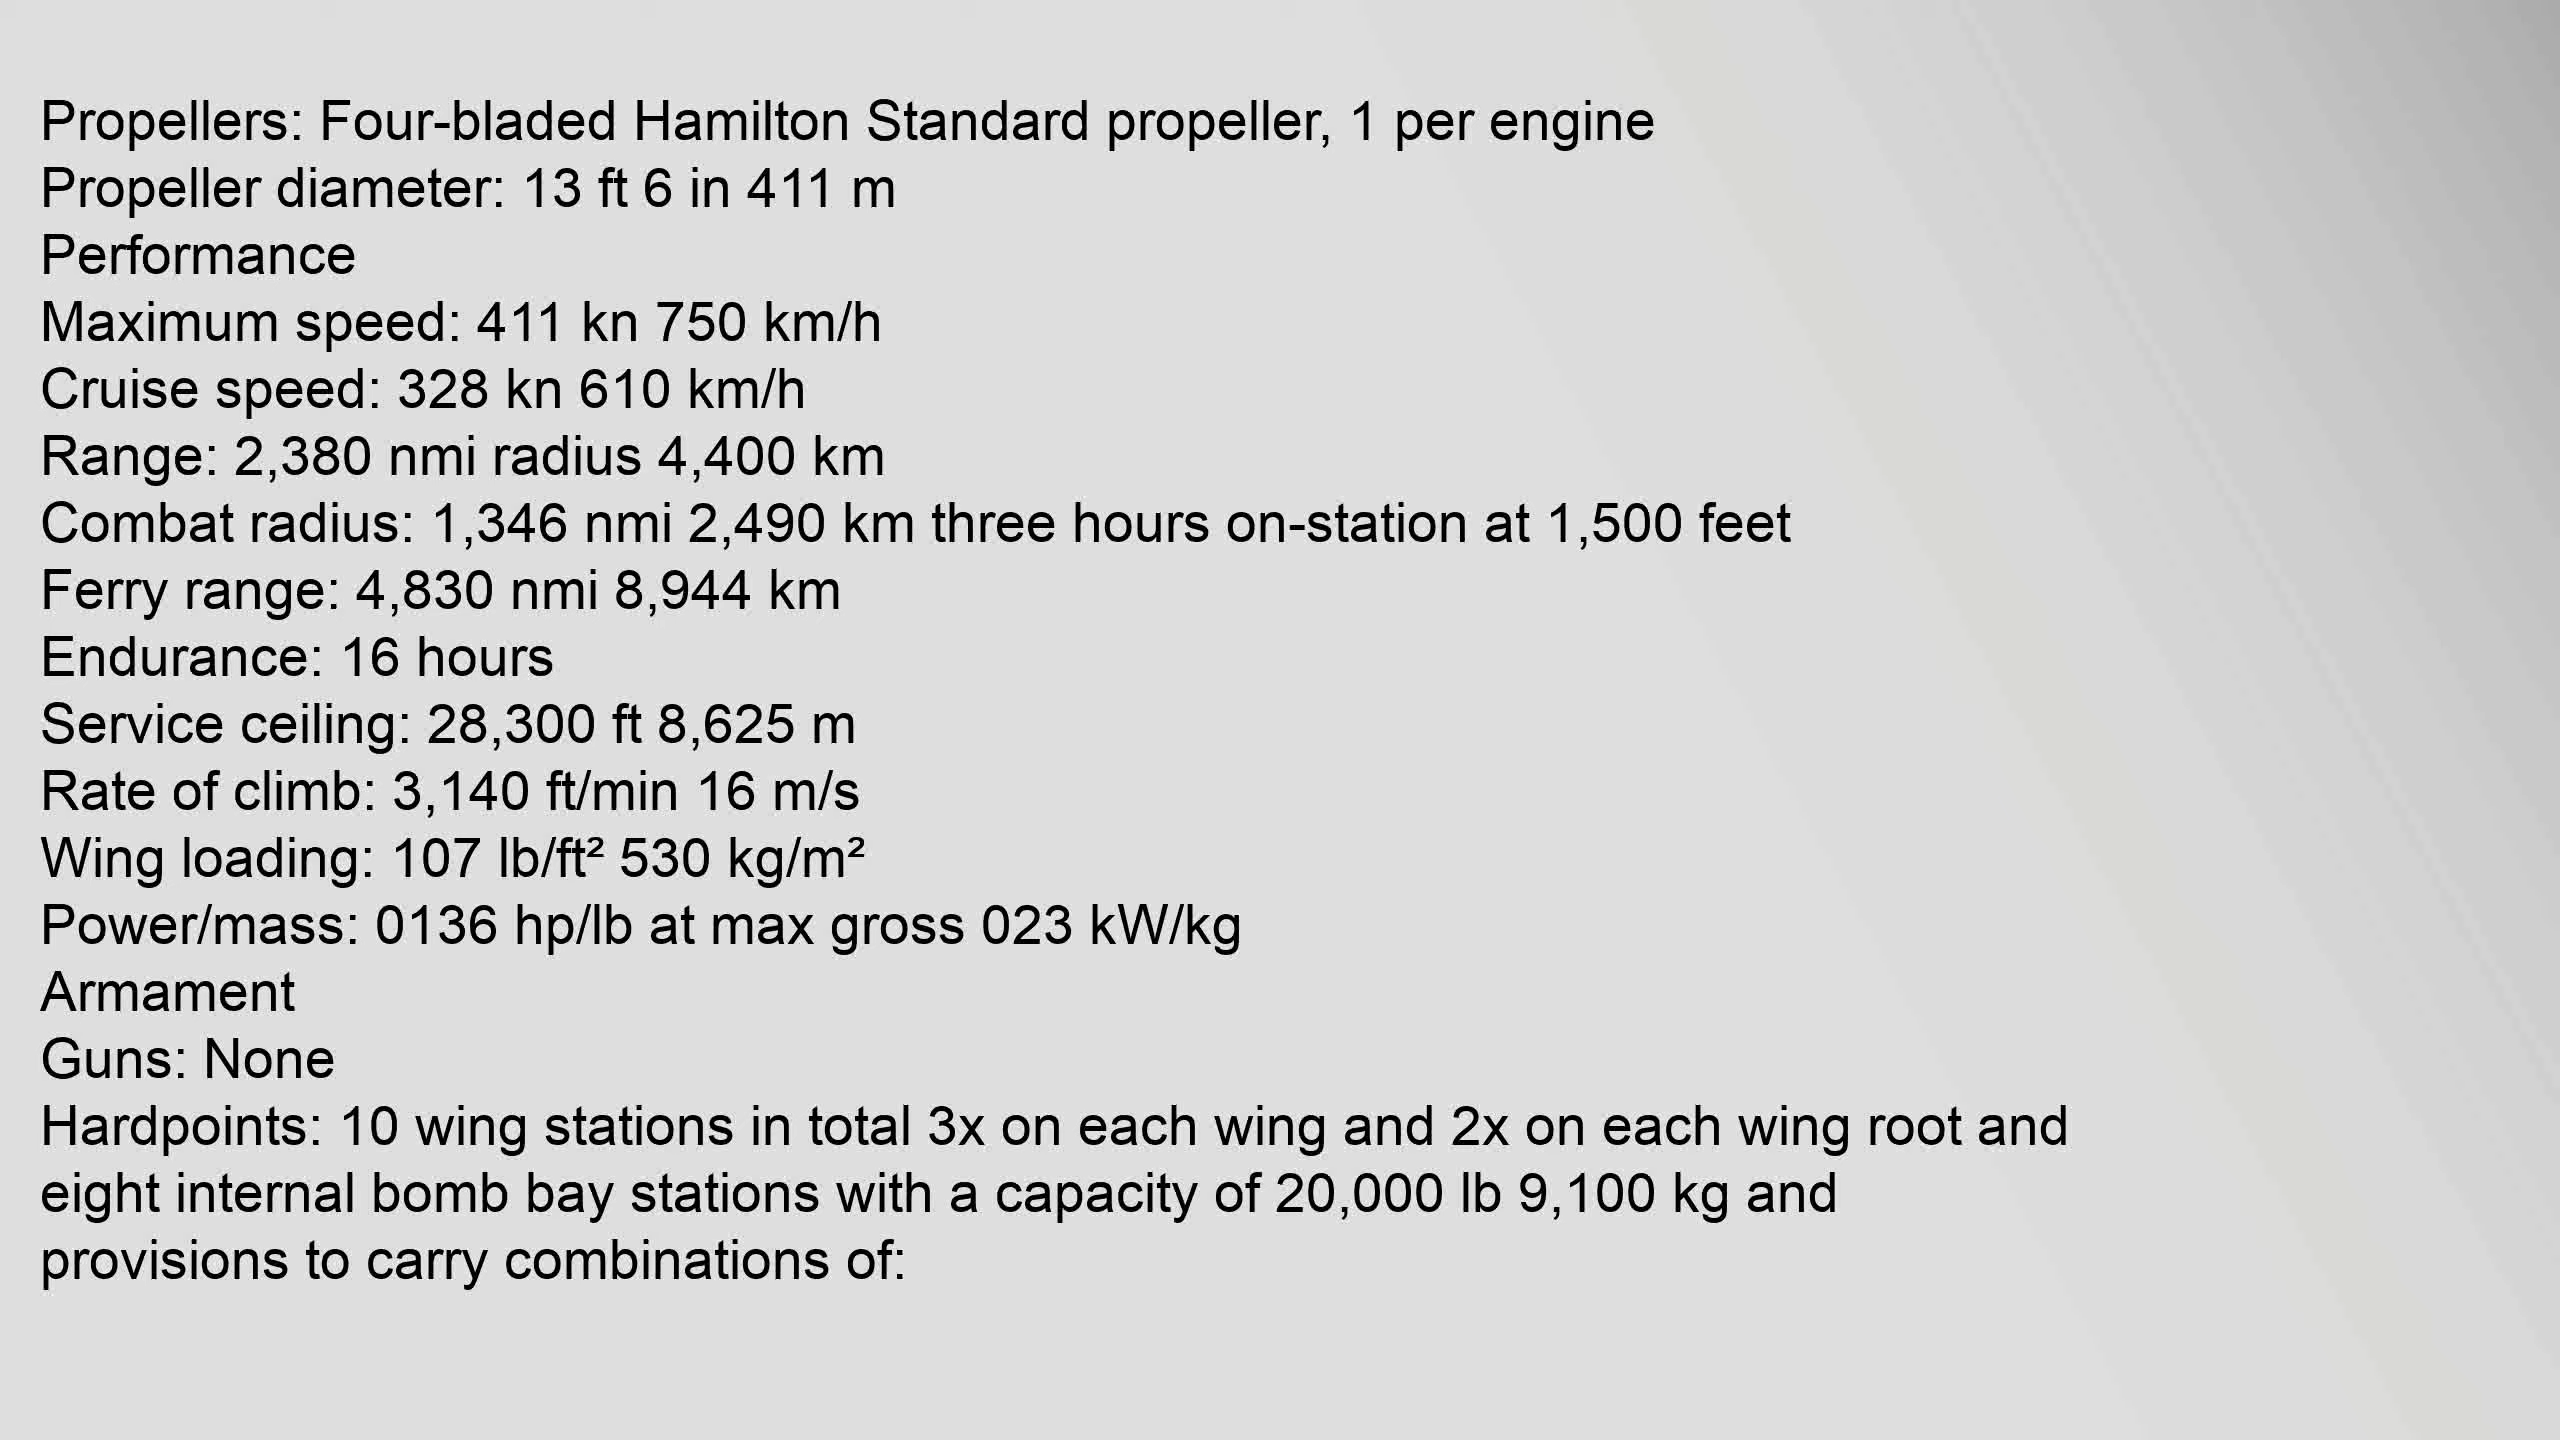 Propellers: Four-bladed Hamilton Standard propeller, 1 per engine
Propeller diameter: 13 ft 6 in 411 m
Performance
Maximum speed: 411 kn 750 km/h
Cruise speed: 328 kn 610 km/h
Range: 2,380 nmi radius 4,400 km
Combat radius: 1,346 nmi 2,490 km three hours on-station at 1,500 feet
Ferry range: 4,830 nmi 8,944 km
Endurance: 16 hours
Service ceiling: 28,300 ft 8,625 m
Rate of climb: 3,140 ft/min 16 m/s
Wing loading: 107 lb/ft² 530 kg/m²
Power/mass: 0136 hp/lb at max gross 023 kW/kg
Armament
Guns: None
Hardpoints: 10 wing stations in total 3x on each wing and 2x on each wing root and
eight internal bomb bay stations with a capacity of 20,000 lb 9,100 kg and
provisions to carry combinations of: